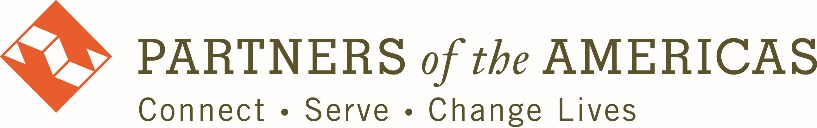 PARTNERS of the AMERICAS
Connect • Serve • Change Lives